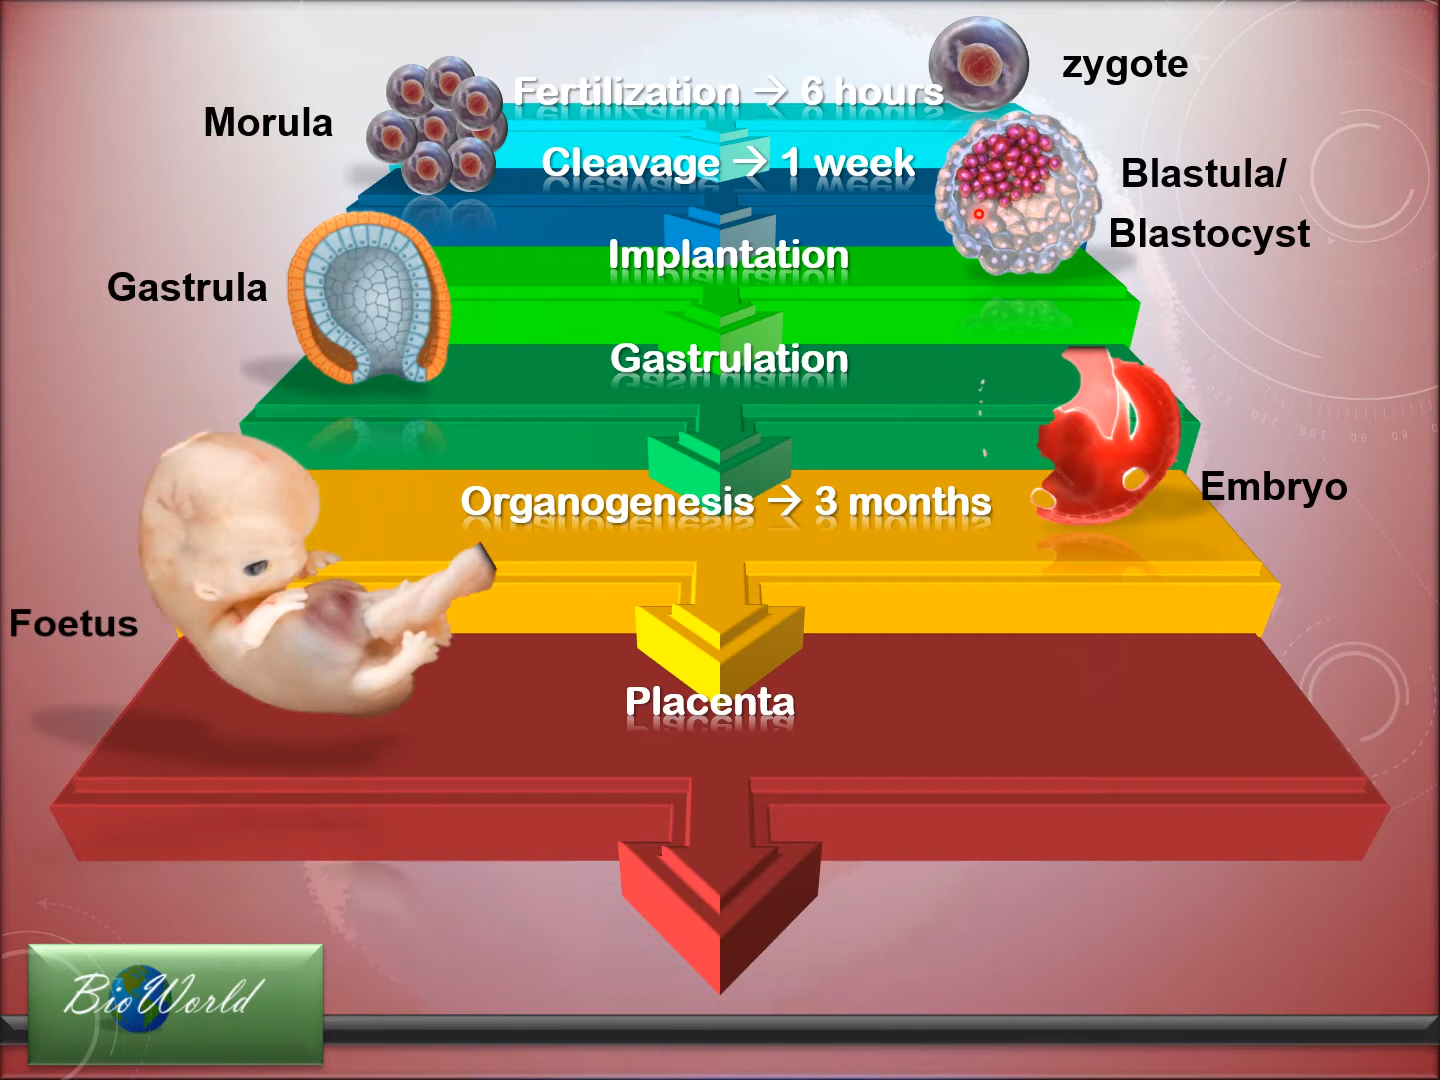 zygote
Fertilization → 6 hours
Morula
Cleavage → 1 week
Blastula/
Blastocyst
Implantation
Gastrula
Gastrulation
Embryo
Organogenesis → 3 months
Foetus
Placenta
BioWorld